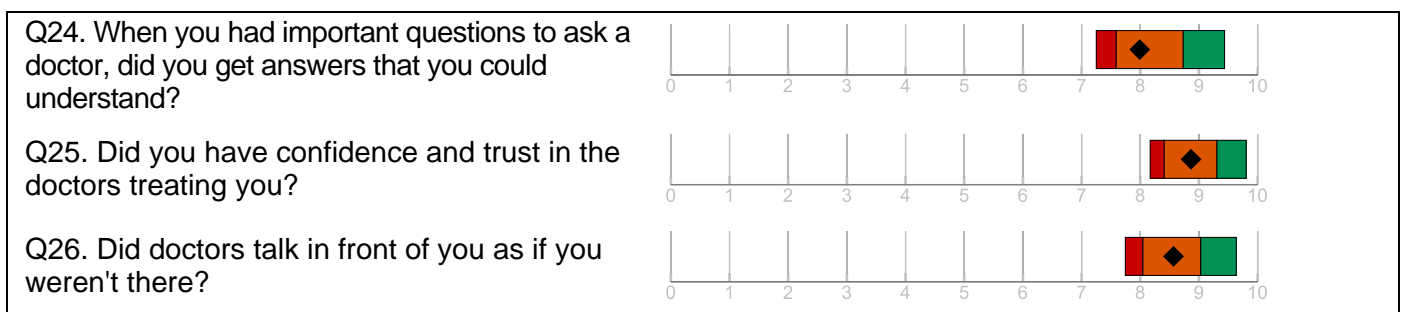 Q24. When you had important questions to ask a
doctor, did you get answers that you could
understand?
0 1 2 3 4 5 6 7 8 9 10
Q25. Did you have confidence and trust in the
doctors treating you?
0 1 2 3 4 5 6 7 8 9 10
Q26. Did doctors talk in front of you as if you
weren't there?
0 1 2 3 4 5 6 7 8 9 10